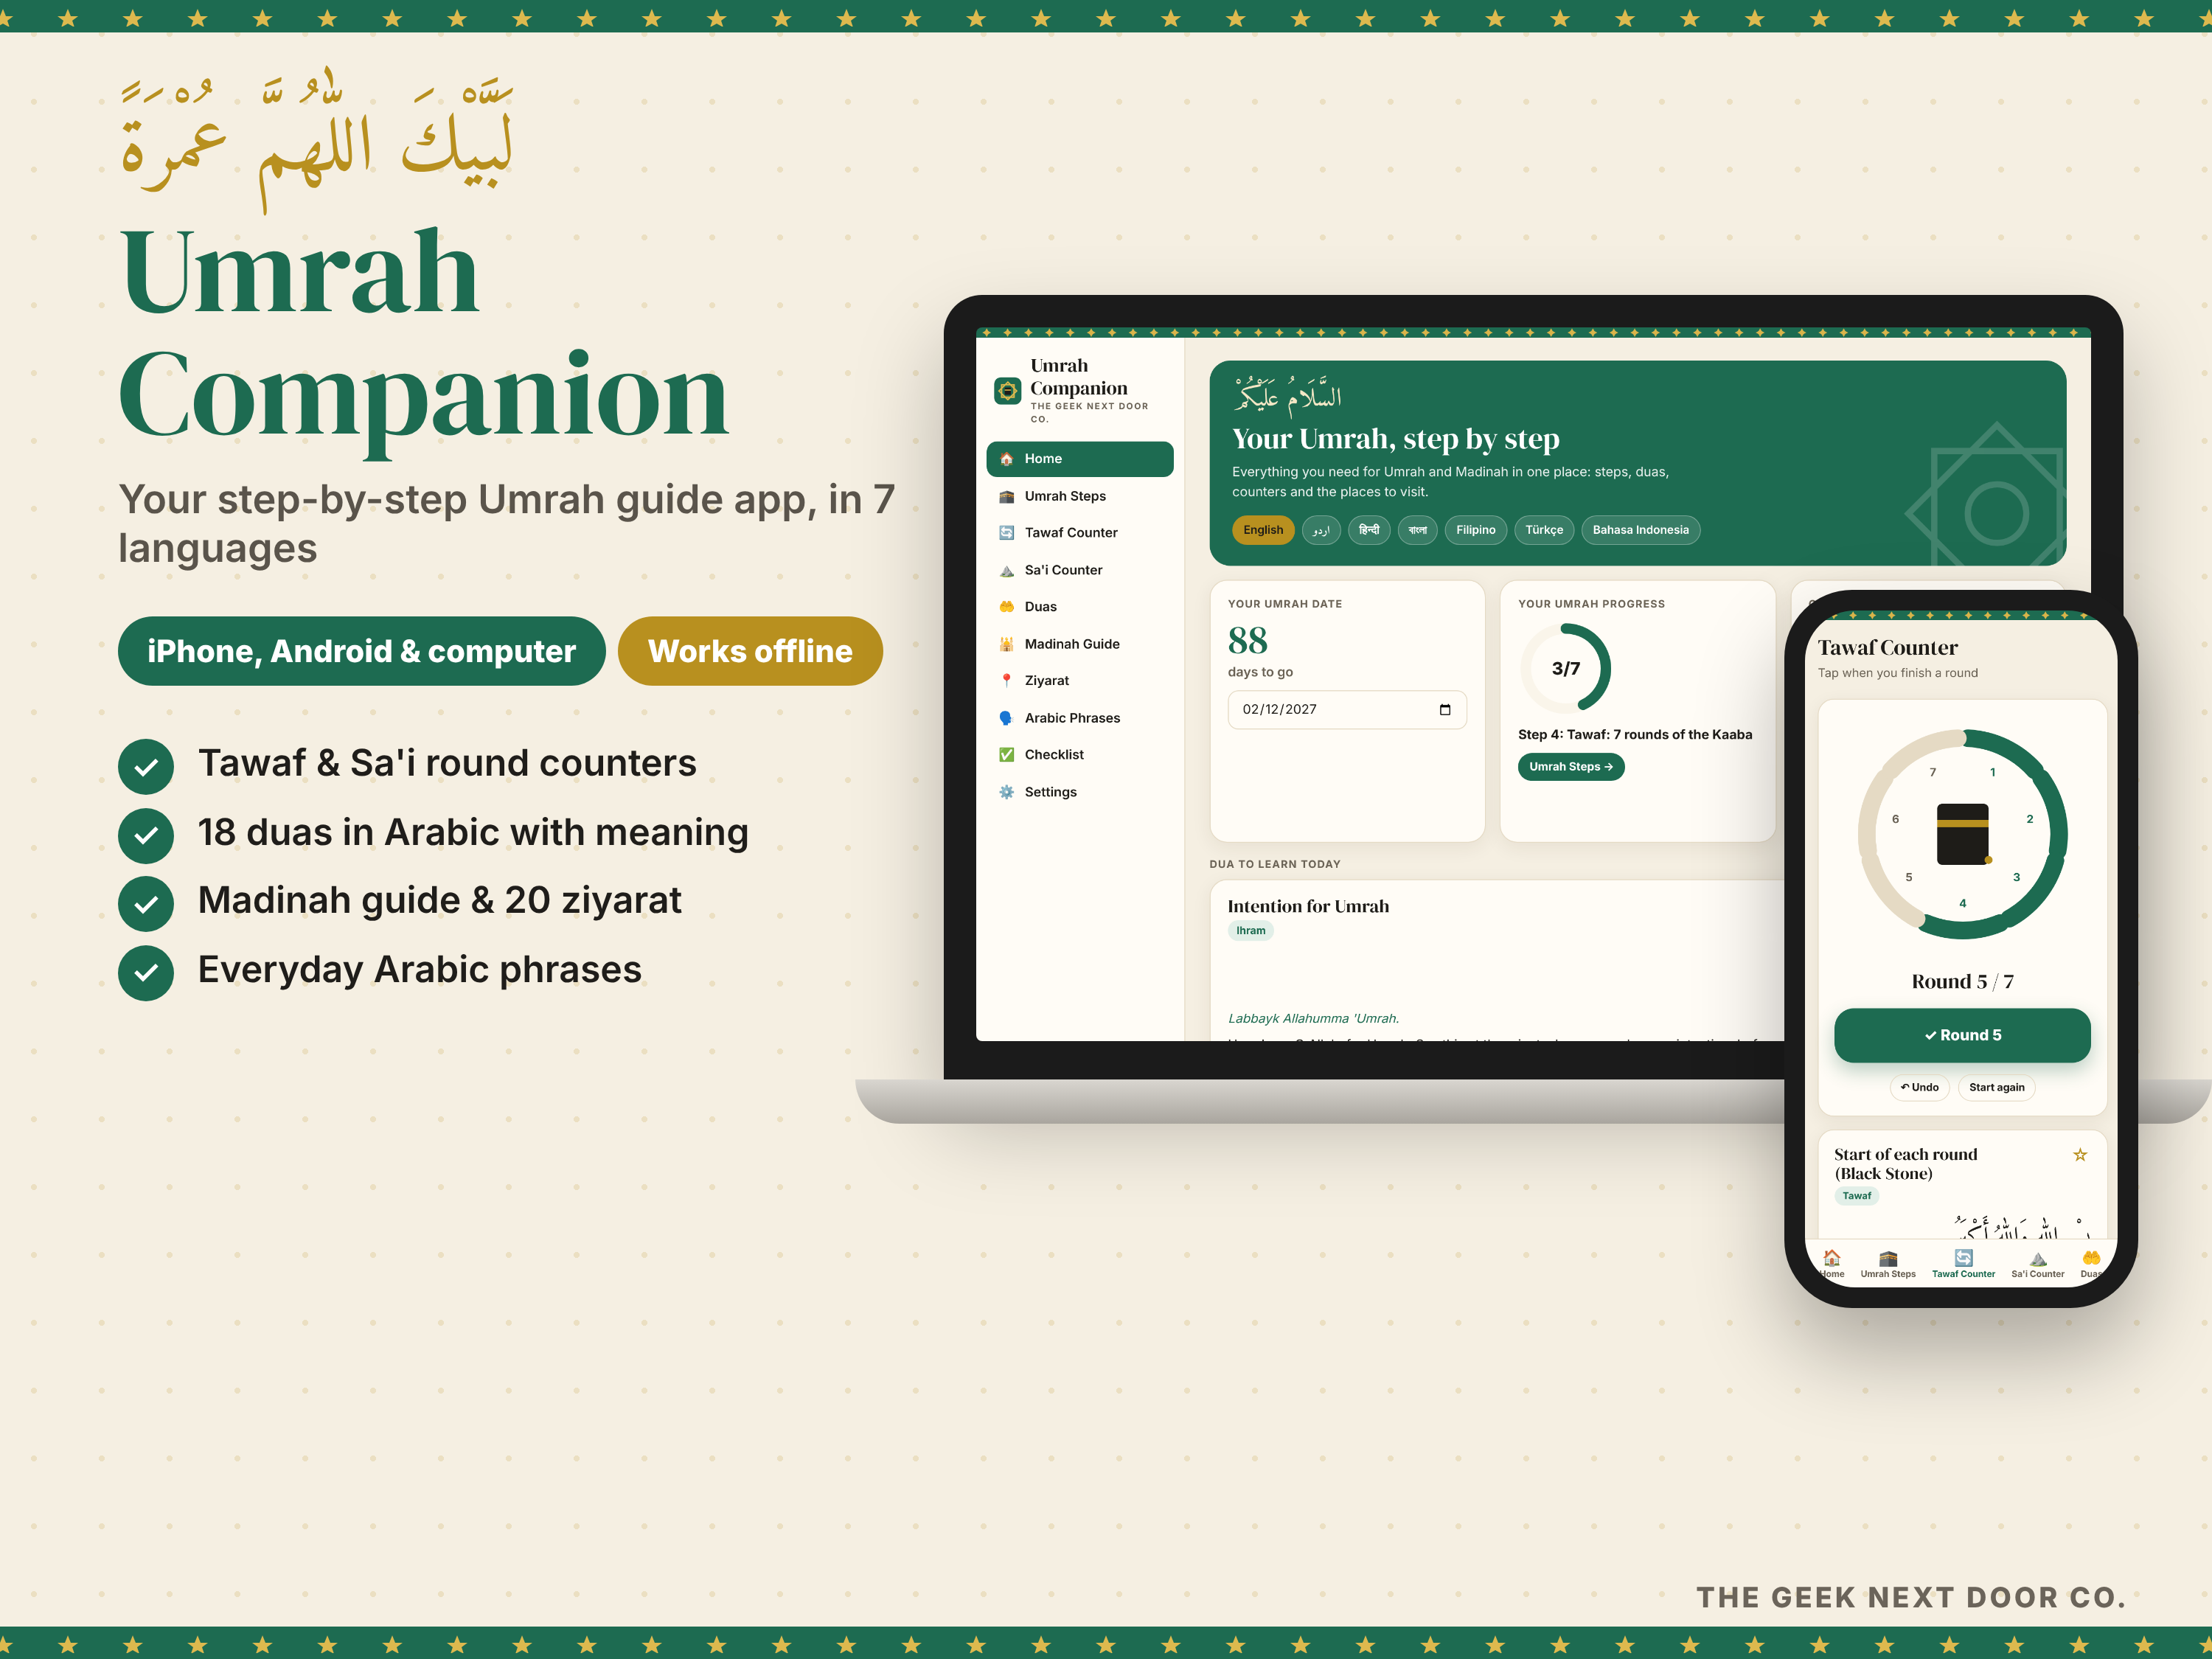 لَبَّيْكَ اللّٰهُمَّ عُمْرَةً
Umrah
Companion
Your step-by-step Umrah guide app, in 7
languages
iPhone, Android & computer
Works offline
Tawaf & Sa'i round counters
18 duas in Arabic with meaning
Madinah guide & 20 ziyarat
Everyday Arabic phrases
Umrah
Companion
THE GEEK NEXT DOOR
CO.
Home
Umrah Steps
Tawaf Counter
Sa'i Counter
Duas
Madinah Guide
Ziyarat
Arabic Phrases
Checklist
Settings
السَّلَامُ عَلَيْكُمْ
Your Umrah, step by step
Everything you need for Umrah and Madinah in one place: steps, duas,
counters and the places to visit.
English
اردو
हिन्दी
বাংলা
Filipino
Türkçe
Bahasa Indonesia
YOUR UMRAH DATE
88
days to go
02/12/2027
YOUR UMRAH PROGRESS
3/7
Step 4: Tawaf: 7 rounds of the Kaaba
Umrah Steps →
DUA TO LEARN TODAY
Intention for Umrah
Ihram
Labbayk Allahumma 'Umrah.
Tawaf Counter
Tap when you finish a round
7
1
6
2
5
3
4
Round 5 / 7
✓ Round 5
↶ Undo
Start again
Start of each round
(Black Stone)
Tawaf
Home
Umrah Steps
Tawaf Counter
Sa'i Counter
Duas
THE GEEK NEXT DOOR CO.